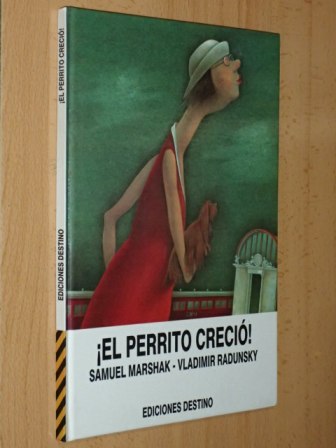 ¡EL PERRITO CRECIÓ!
EDICIONES DESTINO
¡EL PERRITO CRECIÓ!
SAMUEL MARSHAK - VLADIMIR RADUNSKY
EDICIONES DESTINO